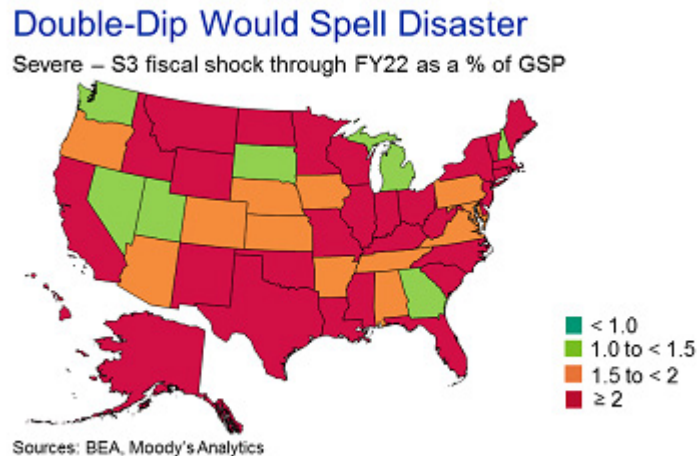 Double-Dip Would Spell Disaster
Severe – S3 fiscal shock through FY22 as a % of GSP
< 1.0
1.0 to < 1.5
1.5 to < 2
≥ 2
Sources: BEA, Moody's Analytics